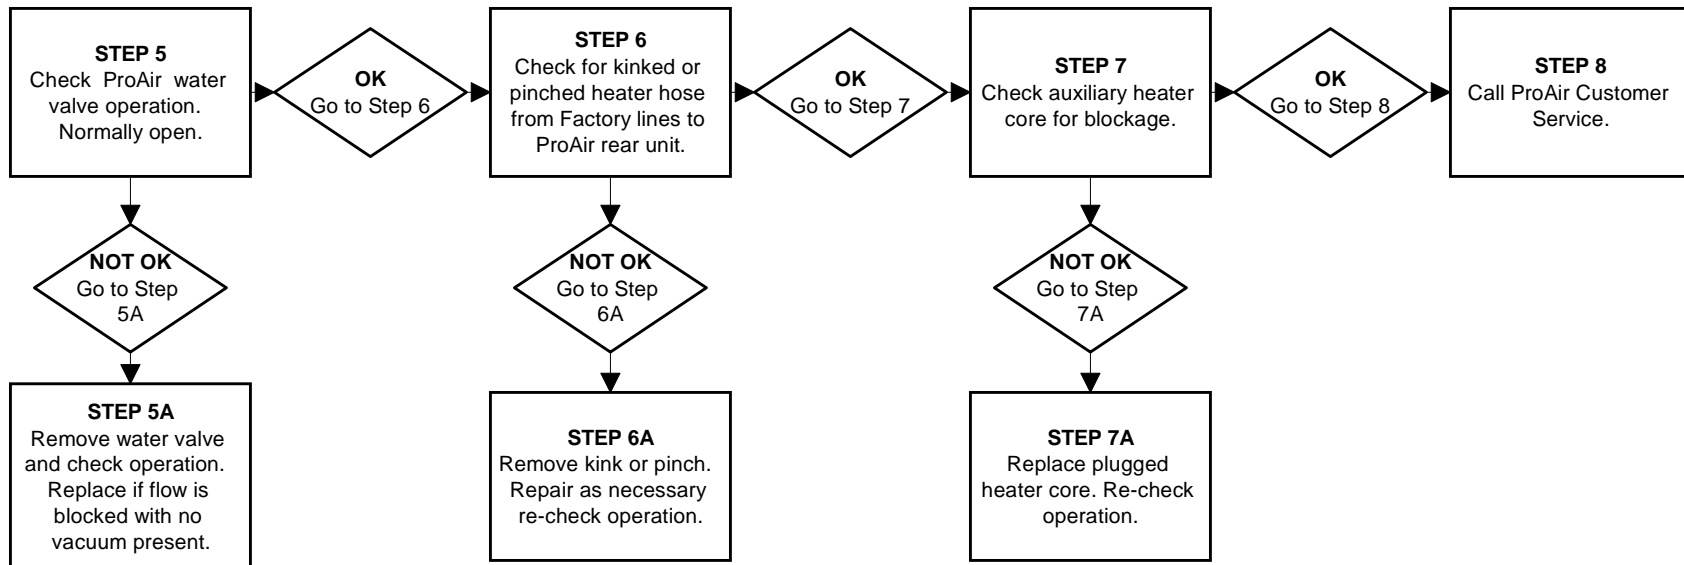 STEP 5
Check ProAir water
valve operation.
Normally open.
OK
Go to Step 6
STEP 6
Check for kinked or
pinched heater hose
from Factory lines to
ProAir rear unit.
OK
Go to Step 7
STEP 7
Check auxiliary heater
core for blockage.
OK
Go to Step 8
STEP 8
Call ProAir Customer
Service.
NOT OK
Go to Step
5A
NOT OK
Go to Step
6A
NOT OK
Go to Step
7A
STEP 5A
Remove water valve
and check operation.
Replace if flow is
blocked with no
vacuum present.
STEP 6A
Remove kink or pinch.
Repair as necessary
re-check operation.
STEP 7A
Replace plugged
heater core. Re-check
operation.